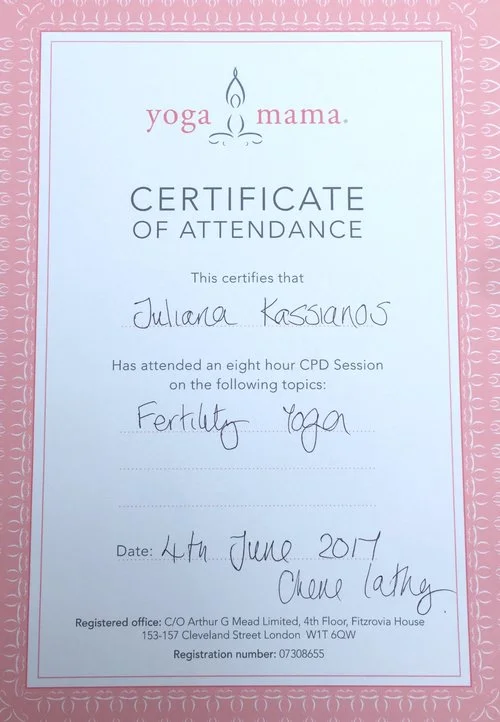 yoga mama®
CERTIFICATE
OF ATTENDANCE
This certifies that
Juliana Kassianos
Has attended an eight hour CPD Session
on the following topics:
Fertility Yoga
Date: 4th June 2017
Registered office: C/O Arthur G Mead Limited, 4th Floor, Fitzrovia House
153-157 Cleveland Street London W1T 6QW
Registration number: 07308655